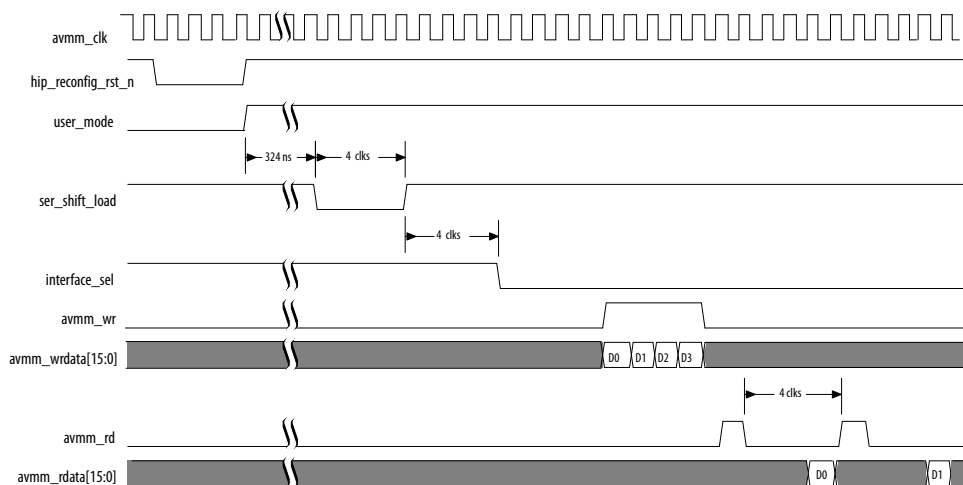 avmm_clk
hip_reconfig_rst_n
user_mode
324 ns 4 clks
ser_shift_load
4 clks
interface_sel
avmm_wr
avmm_wrdata[15:0] D0 D1 D2 D3
4 clks
avmm_rd
avmm_rdata[15:0] D0 D1